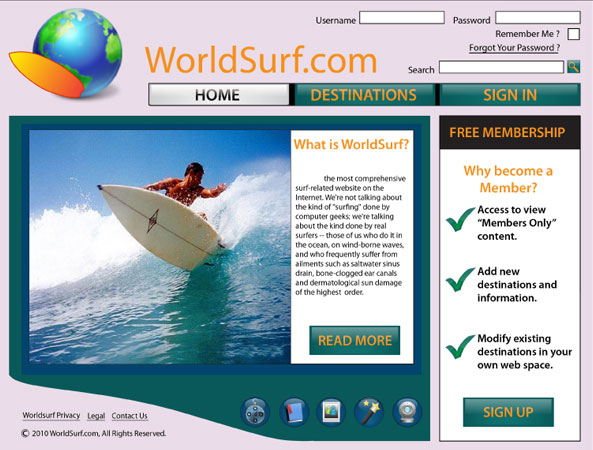 Username
Password
Remember Me ?
Forgot Your Password ?
WorldSurf.com
Search
HOME
DESTINATIONS
SIGN IN
What is WorldSurf?
the most comprehensive
surf-related website on the
Internet. We're not talking about
the kind of "surfing" done by
computer geeks; we're talking
about the kind done by real
surfers -- those of us who do it in
the ocean, on wind-borne waves,
and who frequently suffer from
ailments such as saltwater sinus
drain, bone-clogged ear canals
and dermatological sun damage
of the highest order.
READ MORE
FREE MEMBERSHIP
Why become a
Member?
Access to view
“Members Only”
content.
Add new
destinations and
information.
Modify existing
destinations in your
own web space.
SIGN UP
Worldsurf Privacy
Legal
Contact Us
© 2010 WorldSurf.com, All Rights Reserved.